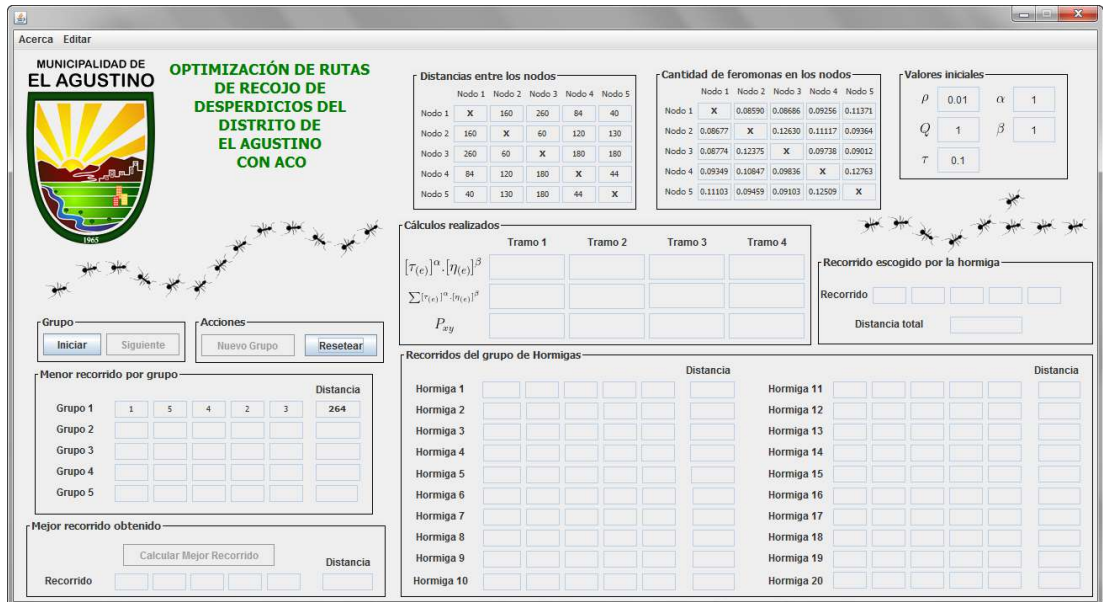 Acerca Editar
MUNICIPALIDAD DE
EL AGUSTINO
1965
OPTIMIZACIÓN DE RUTAS
DE RECOJO DE
DESPERDICIOS DEL
DISTRITO DE
EL AGUSTINO
CON ACO
Distancias entre los nodos
Nodo 1 Nodo 2 Nodo 3 Nodo 4 Nodo 5
Nodo 1 X 160 260 84 40
Nodo 2 160 X 60 120 130
Nodo 3 260 60 X 180 180
Nodo 4 84 120 180 X 44
Nodo 5 40 130 180 44 X
Cantidad de feromonas en los nodos
Nodo 1 Nodo 2 Nodo 3 Nodo 4 Nodo 5
Nodo 1 X 0.08590 0.08686 0.09256 0.11371
Nodo 2 0.08677 X 0.12630 0.11117 0.09364
Nodo 3 0.08774 0.12375 X 0.09738 0.09012
Nodo 4 0.09349 0.10847 0.09836 X 0.12763
Nodo 5 0.11103 0.09459 0.09103 0.12509 X
Valores iniciales
ρ 0.01 α 1
Q 1 β 1
τ 0.1
Cálculos realizados
Tramo 1 Tramo 2 Tramo 3 Tramo 4
[τ(e)]^α.[η(e)]^β
∑[τ(e)]^α.[η(e)]^β
Pxy
Recorrido escogido por la hormiga
Recorrido
Distancia total
Grupo
Iniciar Siguiente
Acciones
Nuevo Grupo Resetear
Menor recorrido por grupo
Distancia
Grupo 1 1 5 4 2 3 264
Grupo 2
Grupo 3
Grupo 4
Grupo 5
Mejor recorrido obtenido
Calcular Mejor Recorrido
Distancia
Recorrido
Recorridos del grupo de Hormigas
Distancia Distancia
Hormiga 1 Hormiga 11
Hormiga 2 Hormiga 12
Hormiga 3 Hormiga 13
Hormiga 4 Hormiga 14
Hormiga 5 Hormiga 15
Hormiga 6 Hormiga 16
Hormiga 7 Hormiga 17
Hormiga 8 Hormiga 18
Hormiga 9 Hormiga 19
Hormiga 10 Hormiga 20